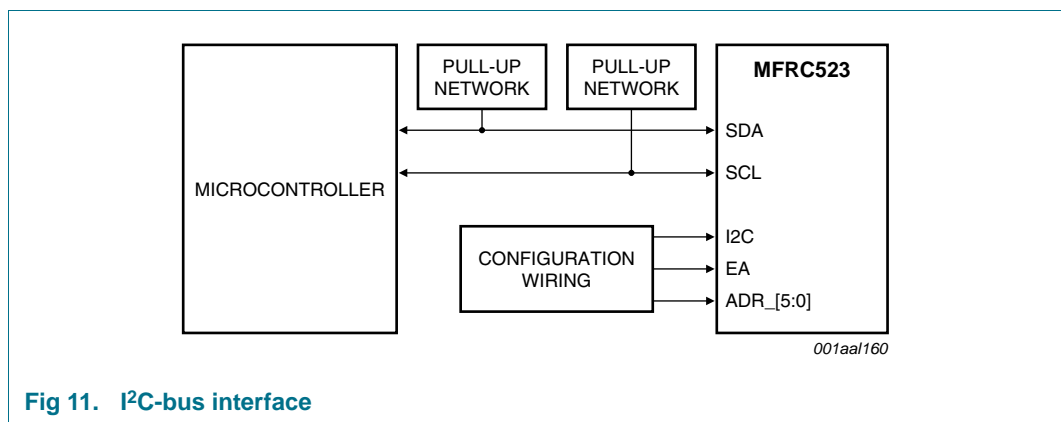 MICROCONTROLLER
PULL-UP
NETWORK
PULL-UP
NETWORK
MFRC523
SDA
SCL
CONFIGURATION
WIRING
I2C
EA
ADR_[5:0]
001aal160
Fig 11. I²C-bus interface